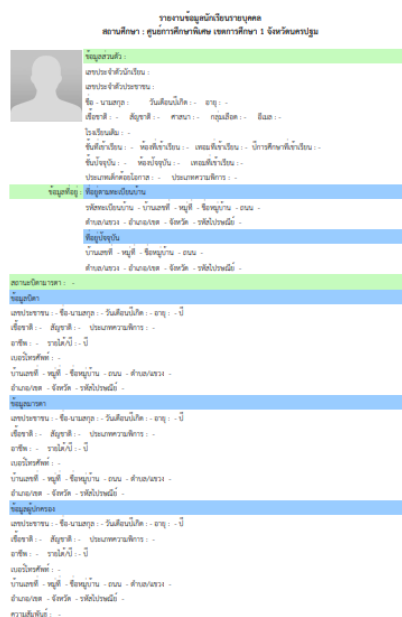 รายงานข้อมูลนักเรียนรายบุคคล
สถานศึกษา : ศูนย์การศึกษาพิเศษ เขตการศึกษา 1 จังหวัดนครปฐม
ข้อมูลส่วนตัว :
เลขประจำตัวนักเรียน :
เลขประจำตัวประชาชน :
ชื่อ - นามสกุล : วันเดือนปีเกิด : - อายุ : -
เชื้อชาติ : - สัญชาติ : - ศาสนา : - กลุ่มเลือด : - อีเมล : -
โรงเรียนเดิม : -
ชั้นที่เข้าเรียน : - ห้องที่เข้าเรียน : - เทอมที่เข้าเรียน : - ปีการศึกษาที่เข้าเรียน : -
ชั้นปัจจุบัน : - ห้องปัจจุบัน : - เทอมที่เข้าเรียน : -
ประเภทเด็กด้อยโอกาส : - ประเภทความพิการ : -
ข้อมูลที่อยู่ : ที่อยู่ตามทะเบียนบ้าน
รหัสทะเบียนบ้าน - บ้านเลขที่ - หมู่ที่ - ชื่อหมู่บ้าน - ถนน -
ตำบล/แขวง - อำเภอ/เขต - จังหวัด - รหัสไปรษณีย์ -
ที่อยู่ปัจจุบัน
บ้านเลขที่ - หมู่ที่ - ชื่อหมู่บ้าน - ถนน -
ตำบล/แขวง - อำเภอ/เขต - จังหวัด - รหัสไปรษณีย์ -
สถานะบิดามารดา : -
ข้อมูลบิดา
เลขประชาชน : - ชื่อ-นามสกุล : - วันเดือนปีเกิด : - อายุ : - ปี
เชื้อชาติ : - สัญชาติ : - ประเภทความพิการ : -
อาชีพ : - รายได้/ปี : - ปี
เบอร์โทรศัพท์ : -
บ้านเลขที่ - หมู่ที่ - ชื่อหมู่บ้าน - ถนน - ตำบล/แขวง -
อำเภอ/เขต - จังหวัด - รหัสไปรษณีย์ -
ข้อมูลมารดา
เลขประชาชน : - ชื่อ-นามสกุล : - วันเดือนปีเกิด : - อายุ : - ปี
เชื้อชาติ : - สัญชาติ : - ประเภทความพิการ : -
อาชีพ : - รายได้/ปี : - ปี
เบอร์โทรศัพท์ : -
บ้านเลขที่ - หมู่ที่ - ชื่อหมู่บ้าน - ถนน - ตำบล/แขวง -
อำเภอ/เขต - จังหวัด - รหัสไปรษณีย์ -
ข้อมูลผู้ปกครอง
เลขประชาชน : - ชื่อ-นามสกุล : - วันเดือนปีเกิด : - อายุ : - ปี
เชื้อชาติ : - สัญชาติ : - ประเภทความพิการ : -
อาชีพ : - รายได้/ปี : - ปี
เบอร์โทรศัพท์ : -
บ้านเลขที่ - หมู่ที่ - ชื่อหมู่บ้าน - ถนน - ตำบล/แขวง -
อำเภอ/เขต - จังหวัด - รหัสไปรษณีย์ -
ความสัมพันธ์ : -